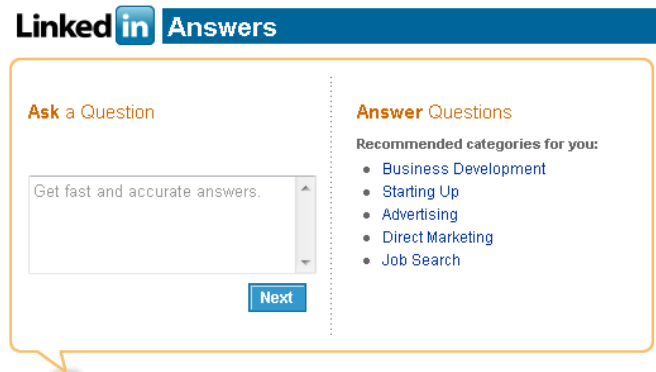 Linked in Answers
Ask a Question
Get fast and accurate answers.
Next
Answer Questions
Recommended categories for you:
Business Development
Starting Up
Advertising
Direct Marketing
Job Search